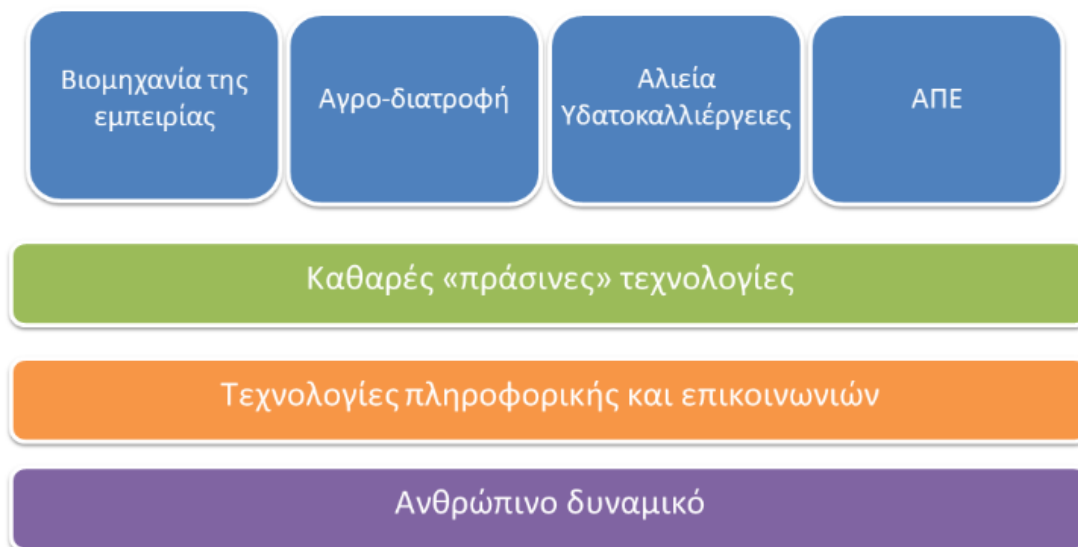 Βιομηχανία της
εμπειρίας
Αγρο-διατροφή
Αλιεία
Υδατοκαλλιέργειες
ΑΠΕ
Καθαρές «πράσινες» τεχνολογίες
Τεχνολογίες πληροφορικής και επικοινωνιών
Ανθρώπινο δυναμικό